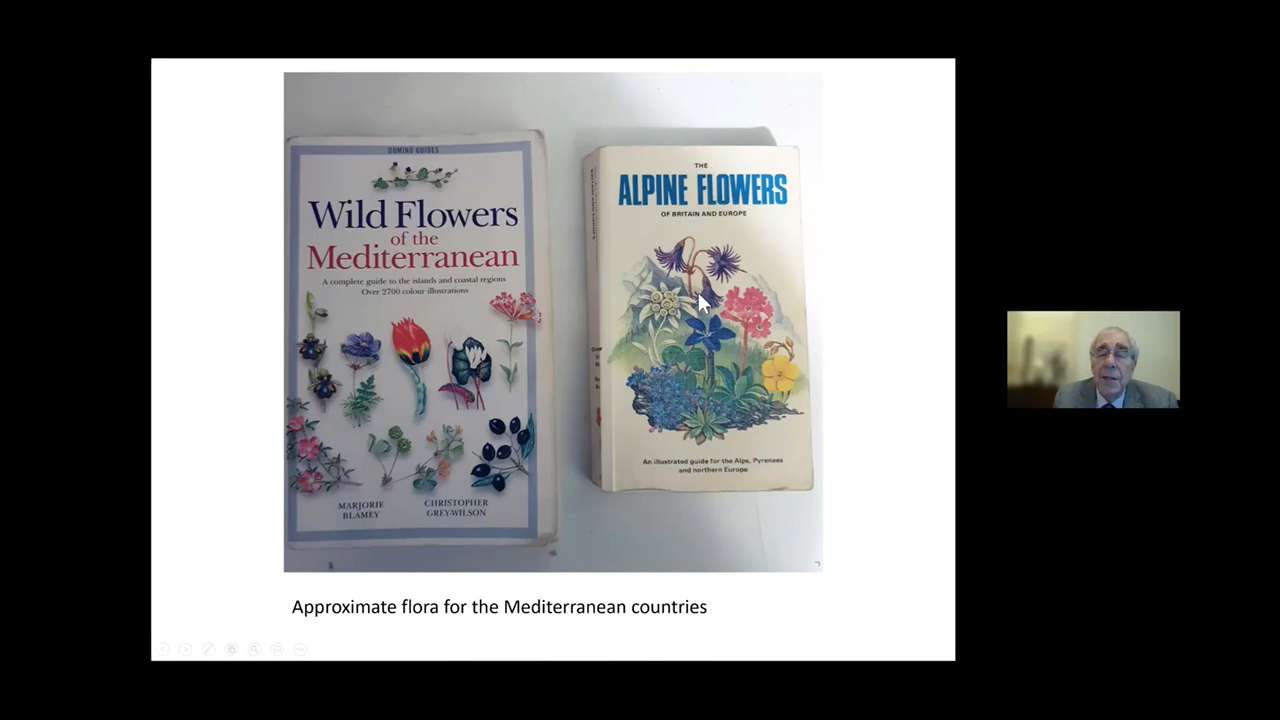 DOMINO GUIDES
Wild Flowers
of the
Mediterranean
A complete guide to the islands and coastal regions
Over 2700 colour illustrations
MARJORIE
BLAMEY
CHRISTOPHER
GREY-WILSON
THE
ALPINE FLOWERS
OF BRITAIN AND EUROPE
An illustrated guide for the Alps, Pyrenees
and northern Europe
Approximate flora for the Mediterranean countries